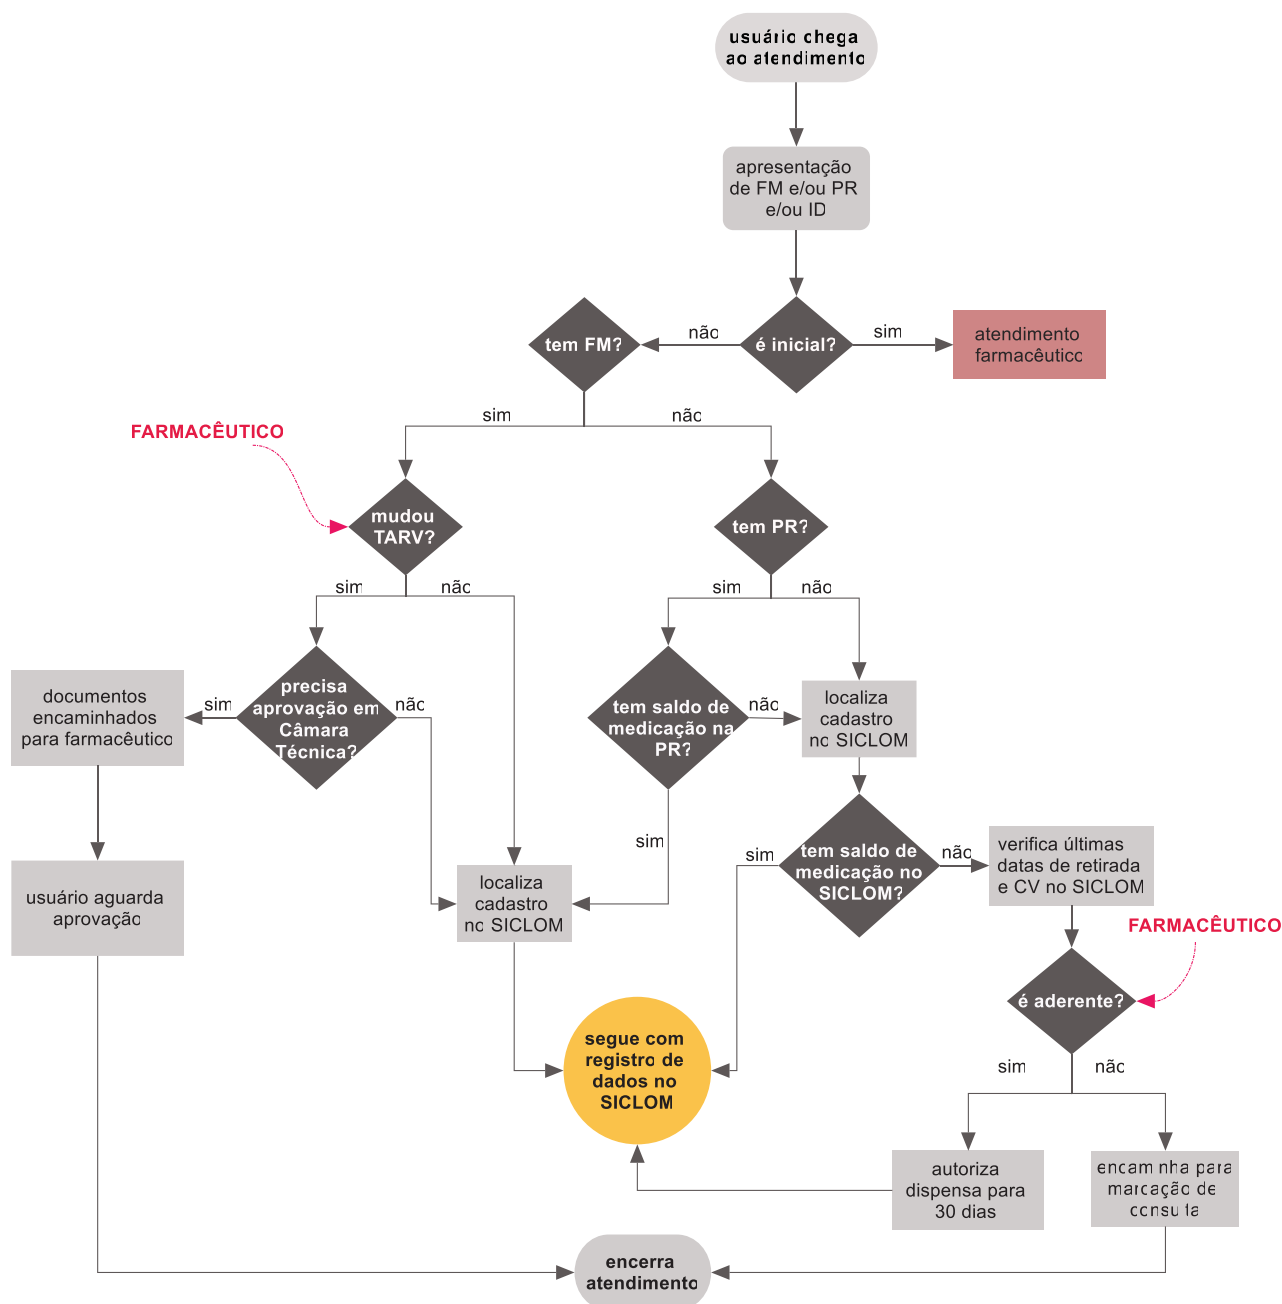 usuário chega
ao atendimento
apresentação
de FM e/ou PR
e/ou ID
tem FM?
não
é inicial?
sim
atendimento
farmacêutico
sim
não
FARMACÊUTICO
mudou
TARV?
tem PR?
sim
não
sim
não
documentos
encaminhados
para farmacêutico
sim
precisa
aprovação em
Câmara
Técnica?
não
tem saldo de
medicação na
PR?
não
localiza
cadastro
no SICLOM
sim
usuário aguarda
aprovação
localiza
cadastro
no SICLOM
sim
tem saldo de
medicação no
SICLOM?
não
verifica últimas
datas de retirada
e CV no SICLOM
FARMACÊUTICO
é aderente?
segue com
registro de
dados no
SICLOM
sim
não
autoriza
dispensa para
30 dias
encaminha para
marcação de
consulta
encerra
atendimento